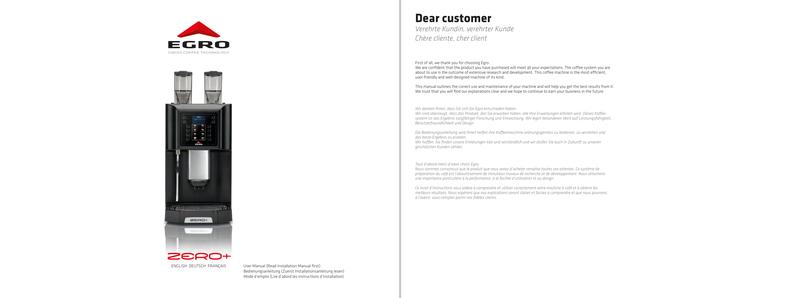 EGRO
SWISS COFFEE TECHNOLOGY
EGRO
ZERO+
ENGLISH DEUTSCH FRANÇAIS
User Manual (Read Installation Manual first)
Bedienungsanleitung (Zuerst Installationsanleitung lesen)
Mode d'emploi (Lire d'abord les instructions d'installation)
Dear customer
Verehrte Kundin, verehrter Kunde
Chère cliente, cher client
First of all, we thank you for choosing Egro.
We are confident that the product you have purchased will meet all your expectations. The coffee system you are
about to use is the outcome of extensive research and development. This coffee machine is the most efficient,
user-friendly and well-designed machine of its kind.
This manual outlines the correct use and maintenance of your machine and will help you get the best results from it.
We trust that you will find our explanations clear and we hope to continue to earn your business in the future.
Wir danken Ihnen, dass Sie sich für Egro entschieden haben.
Wir sind überzeugt, dass das Produkt, das Sie erworben haben, alle Ihre Erwartungen erfüllen wird. Dieses Kaffee-
system ist das Ergebnis sorgfältiger Forschung und Entwicklung. Wir legen besonderen Wert auf Leistungsfähigkeit,
Benutzerfreundlichkeit und Design.
Die Bedienungsanleitung wird Ihnen helfen Ihre Kaffeemaschine ordnungsgemäss zu bedienen, zu verstehen und
das beste Ergebnis zu erzielen.
Wir hoffen, Sie finden unsere Erklärungen klar und verständlich und wir dürfen Sie auch in Zukunft zu unseren
geschätzten Kunden zählen.
Tout d'abord merci d'avoir choisi Egro.
Nous sommes convaincus que le produit que vous venez d'acheter remplira toutes vos attentes. Ce système de
préparation du café est l'aboutissement de minutieux travaux de recherche et de développement. Nous attachons
une importance particulière à la performance, à la facilité d'utilisation et au design.
Ce mode d'instructions vous aidera à comprendre et utiliser correctement votre machine à café et à obtenir les
meilleurs résultats. Nous espérons que nos explications seront claires et faciles à comprendre et que nous pourrons,
à l'avenir, vous compter parmi nos fidèles clients.